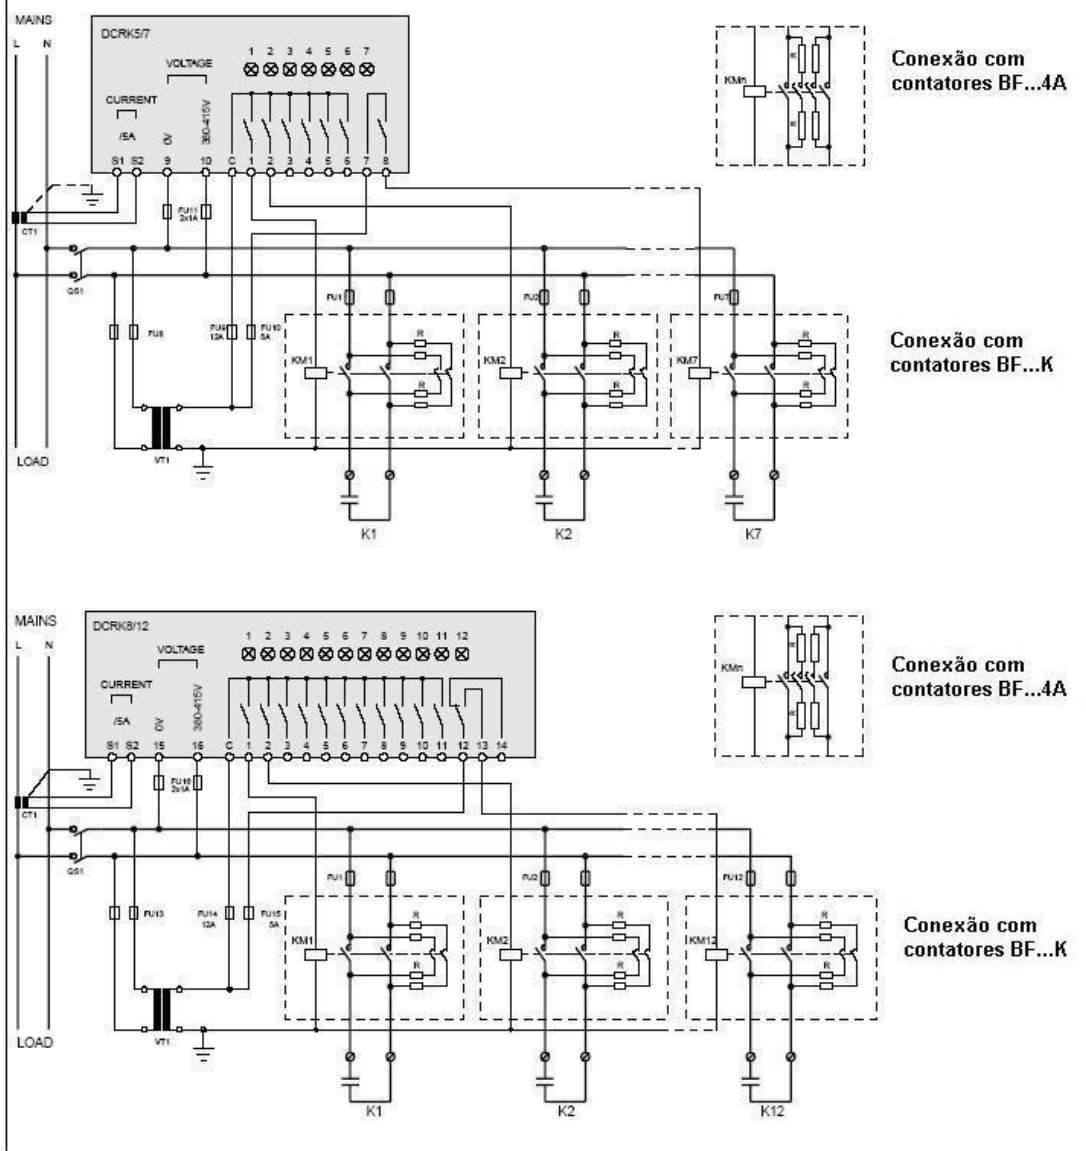 MAINS
L N
DCRK5/7
1 2 3 4 5 6 7
VOLTAGE
CURRENT
/5A
0V
380-415V
S1 S2 9 10 C 1 2 3 4 5 6 7 8
KMn
R
R
Conexão com
contatores BF...4A
CT1
FU11
2x1A
QS1
FU1
FU2
FU7
FU8
FU9
12A
FU10
5A
KM1
R
R
KM2
R
R
KM7
R
R
Conexão com
contatores BF...K
LOAD
VT1
K1
K2
K7
MAINS
L N
DCRK8/12
1 2 3 4 5 6 7 8 9 10 11 12
VOLTAGE
CURRENT
/5A
0V
380-415V
S1 S2 15 16 C 1 2 3 4 5 6 7 8 9 10 11 12 13 14
KMn
R
R
Conexão com
contatores BF...4A
CT1
FU16
2x1A
QS1
FU1
FU2
FU12
FU13
FU14
12A
FU15
5A
KM1
R
R
KM2
R
R
KM12
R
R
Conexão com
contatores BF...K
LOAD
VT1
K1
K2
K12